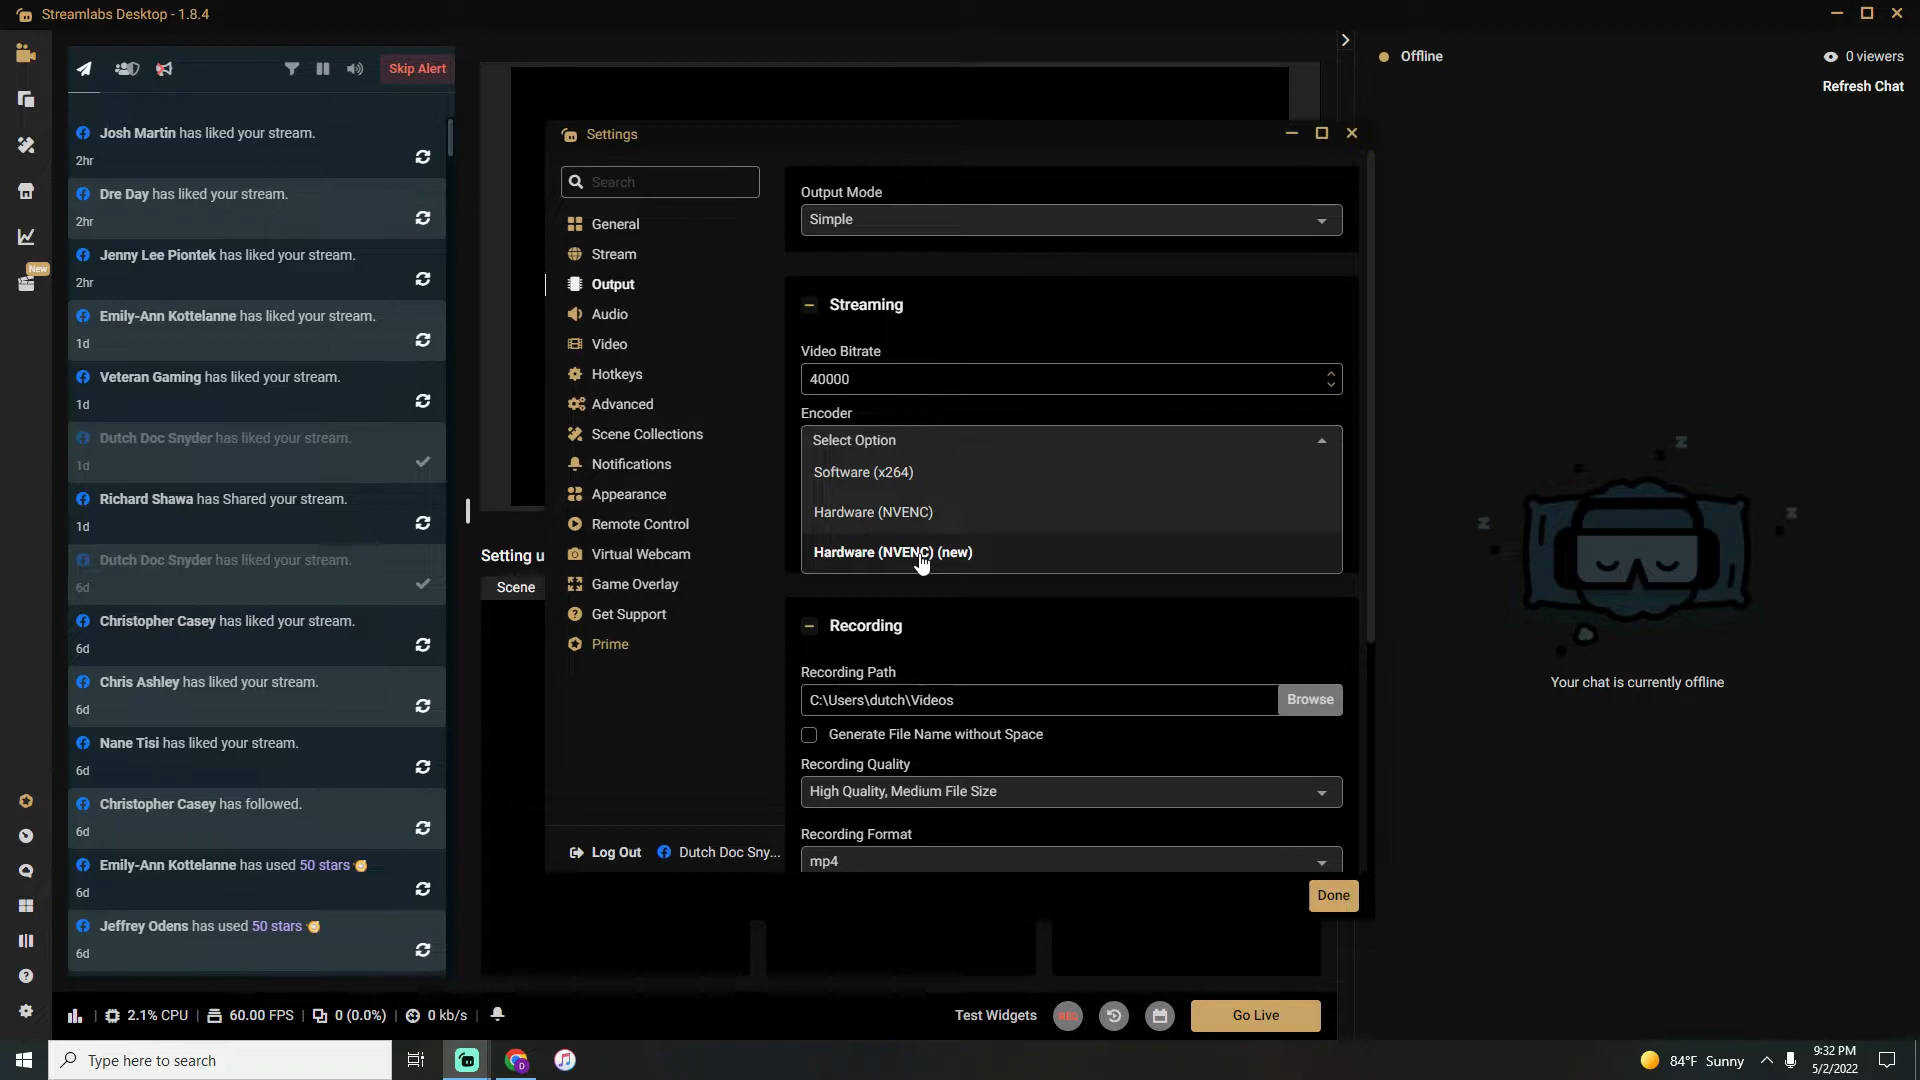 Streamlabs Desktop - 1.8.4
Offline
0 viewers
Refresh Chat
Skip Alert
New
Josh Martin has liked your stream.
2hr
Dre Day has liked your stream.
2hr
Jenny Lee Piontek has liked your stream.
2hr
Emily-Ann Kottelanne has liked your stream.
1d
Veteran Gaming has liked your stream.
1d
Dutch Doc Snyder has liked your stream.
1d
Richard Shawa has Shared your stream.
1d
Dutch Doc Snyder has liked your stream.
6d
Christopher Casey has liked your stream.
6d
Chris Ashley has liked your stream.
6d
Nane Tisi has liked your stream.
6d
Christopher Casey has followed.
6d
Emily-Ann Kottelanne has used 50 stars
6d
Jeffrey Odens has used 50 stars
6d
Setting u
Scene
Settings
Search
General
Stream
Output
Audio
Video
Hotkeys
Advanced
Scene Collections
Notifications
Appearance
Remote Control
Virtual Webcam
Game Overlay
Get Support
Prime
Log Out
Dutch Doc Sny...
Output Mode
Simple
Streaming
Video Bitrate
40000
Encoder
Select Option
Software (x264)
Hardware (NVENC)
Hardware (NVENC) (new)
Recording
Recording Path
C:\Users\dutch\Videos
Browse
Generate File Name without Space
Recording Quality
High Quality, Medium File Size
Recording Format
mp4
Done
z
z
z
z
Your chat is currently offline
2.1% CPU
60.00 FPS
0 (0.0%)
0 kb/s
Test Widgets
REC
Go Live
Type here to search
84°F Sunny
9:32 PM
5/2/2022